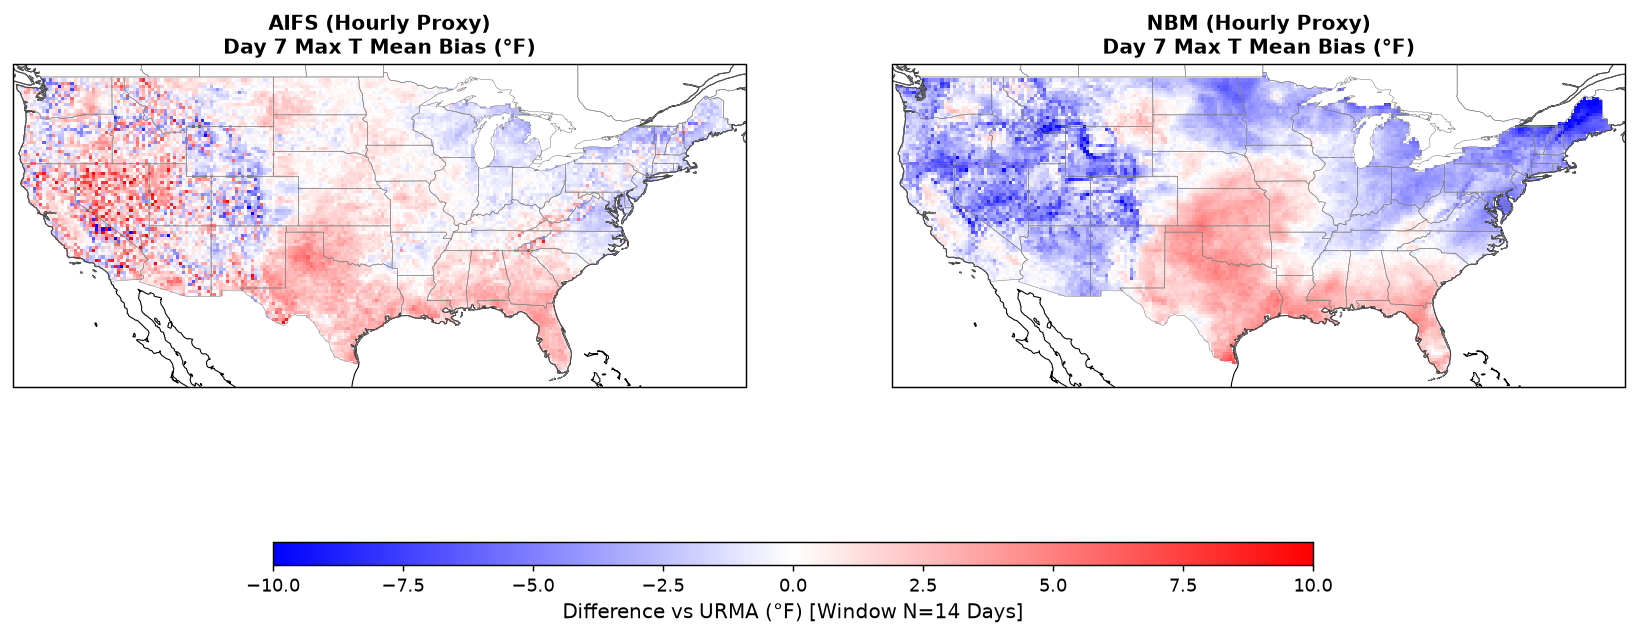 AIFS (Hourly Proxy)
Day 7 Max T Mean Bias (°F)
NBM (Hourly Proxy)
Day 7 Max T Mean Bias (°F)
−10.0 −7.5 −5.0 −2.5 0.0 2.5 5.0 7.5 10.0
Difference vs URMA (°F) [Window N=14 Days]